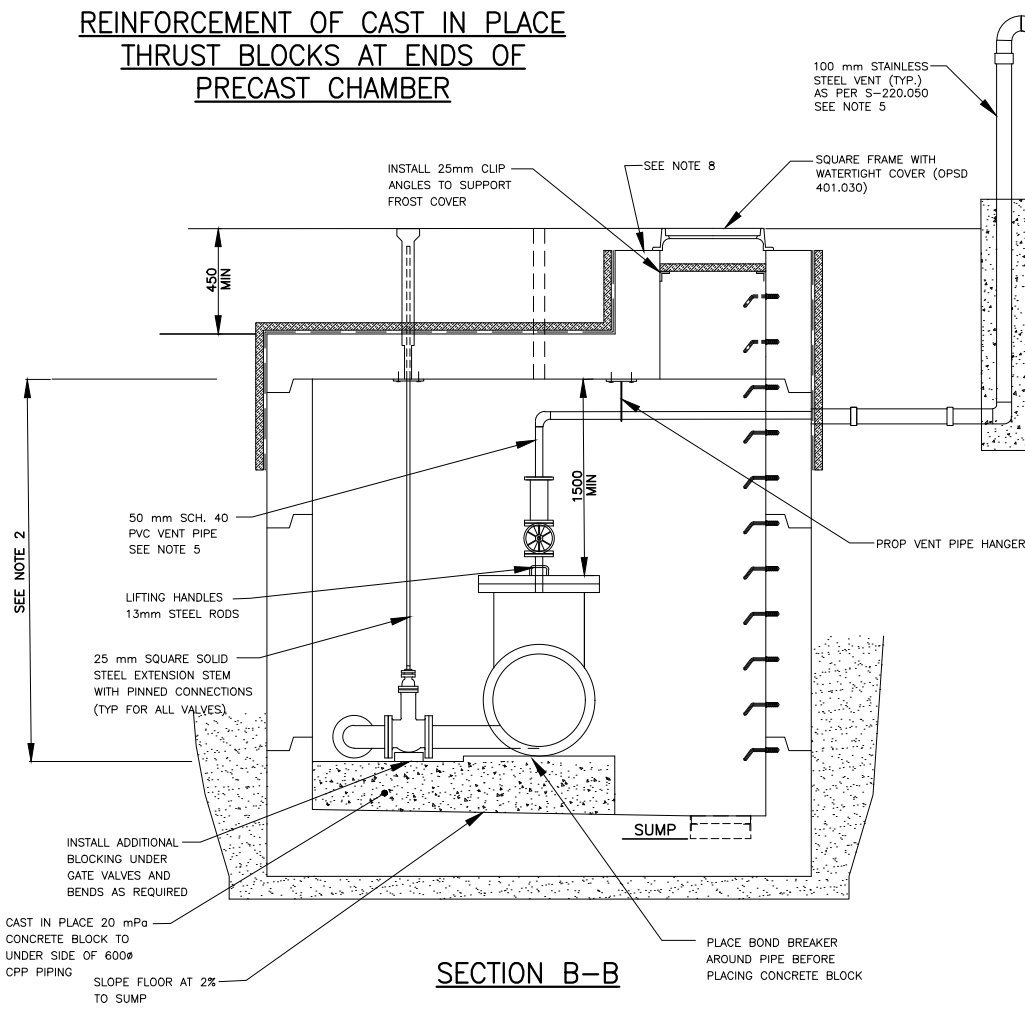 REINFORCEMENT OF CAST IN PLACE
THRUST BLOCKS AT ENDS OF
PRECAST CHAMBER
100 mm STAINLESS
STEEL VENT (TYP.)
AS PER S-220.050
SEE NOTE 5
INSTALL 25mm CLIP
ANGLES TO SUPPORT
FROST COVER
SEE NOTE 8
SQUARE FRAME WITH
WATERTIGHT COVER (OPSD
401.030)
450
MIN
1500
MIN
SEE NOTE 2
50 mm SCH. 40
PVC VENT PIPE
SEE NOTE 5
PROP VENT PIPE HANGER
LIFTING HANDLES
13mm STEEL RODS
25 mm SQUARE SOLID
STEEL EXTENSION STEM
WITH PINNED CONNECTIONS
(TYP FOR ALL VALVES)
SUMP
INSTALL ADDITIONAL
BLOCKING UNDER
GATE VALVES AND
BENDS AS REQUIRED
CAST IN PLACE 20 mPa
CONCRETE BLOCK TO
UNDER SIDE OF 600ø
CPP PIPING
SLOPE FLOOR AT 2%
TO SUMP
PLACE BOND BREAKER
AROUND PIPE BEFORE
PLACING CONCRETE BLOCK
SECTION B-B